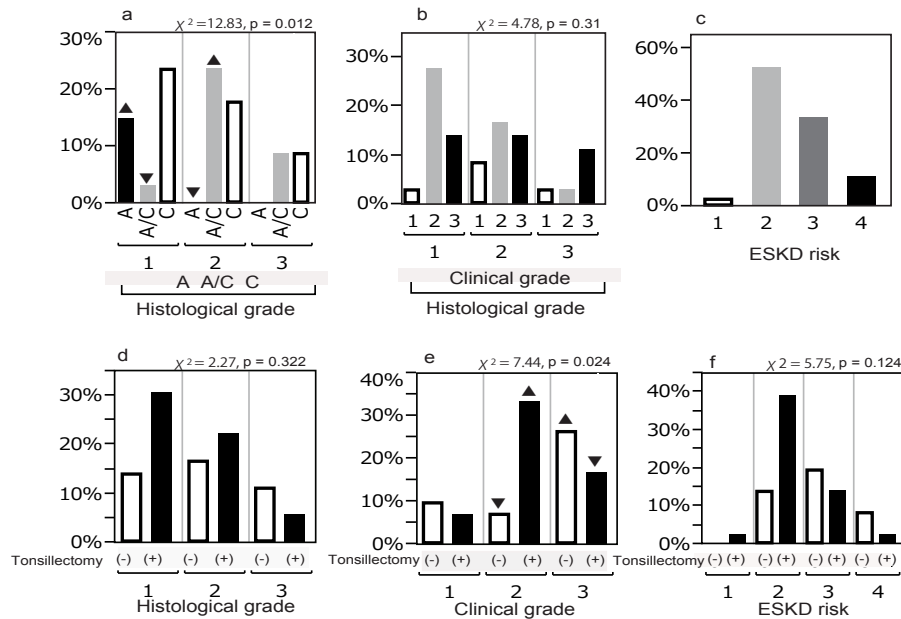 a
χ2=12.83, p = 0.012
30%
20%
10%
0%
A A/C C A A/C C A A/C C
1 2 3
A A/C C
Histological grade
b
χ2=4.78, p = 0.31
30%
20%
10%
0%
1 2 3 1 2 3 1 2 3
1 2 3
Clinical grade
Histological grade
c
60%
40%
20%
0%
1 2 3 4
ESKD risk
d
χ2=2.27, p = 0.322
30%
20%
10%
0%
Tonsillectomy (-) (+) (-) (+) (-) (+)
1 2 3
Histological grade
e
χ2=7.44, p = 0.024
40%
30%
20%
10%
0%
Tonsillectomy (-) (+) (-) (+) (-) (+)
1 2 3
Clinical grade
f
χ2=5.75, p = 0.124
40%
30%
20%
10%
0%
Tonsillectomy (-) (+) (-) (+) (-) (+) (-) (+)
1 2 3 4
ESKD risk